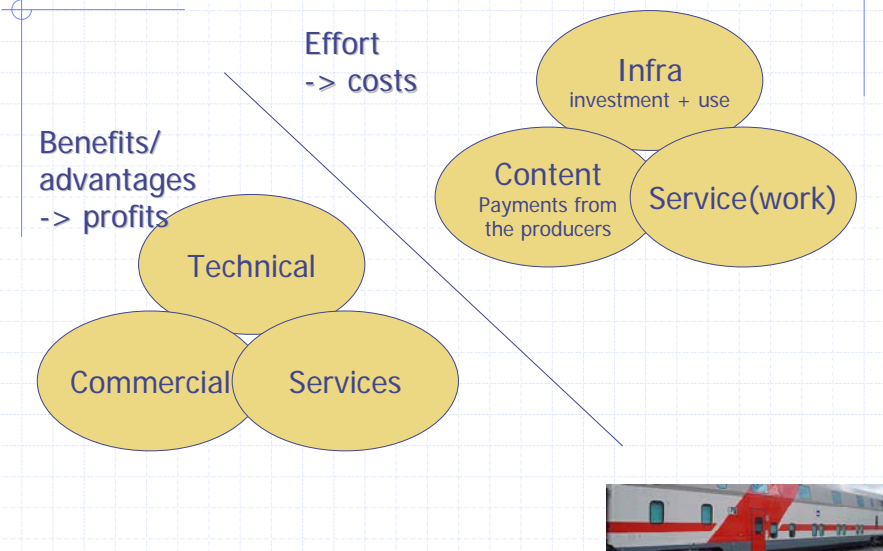 Effort
-> costs
Infra
investment + use
Content
Payments from
the producers
Service(work)
Benefits/
advantages
-> profits
Technical
Commercial
Services